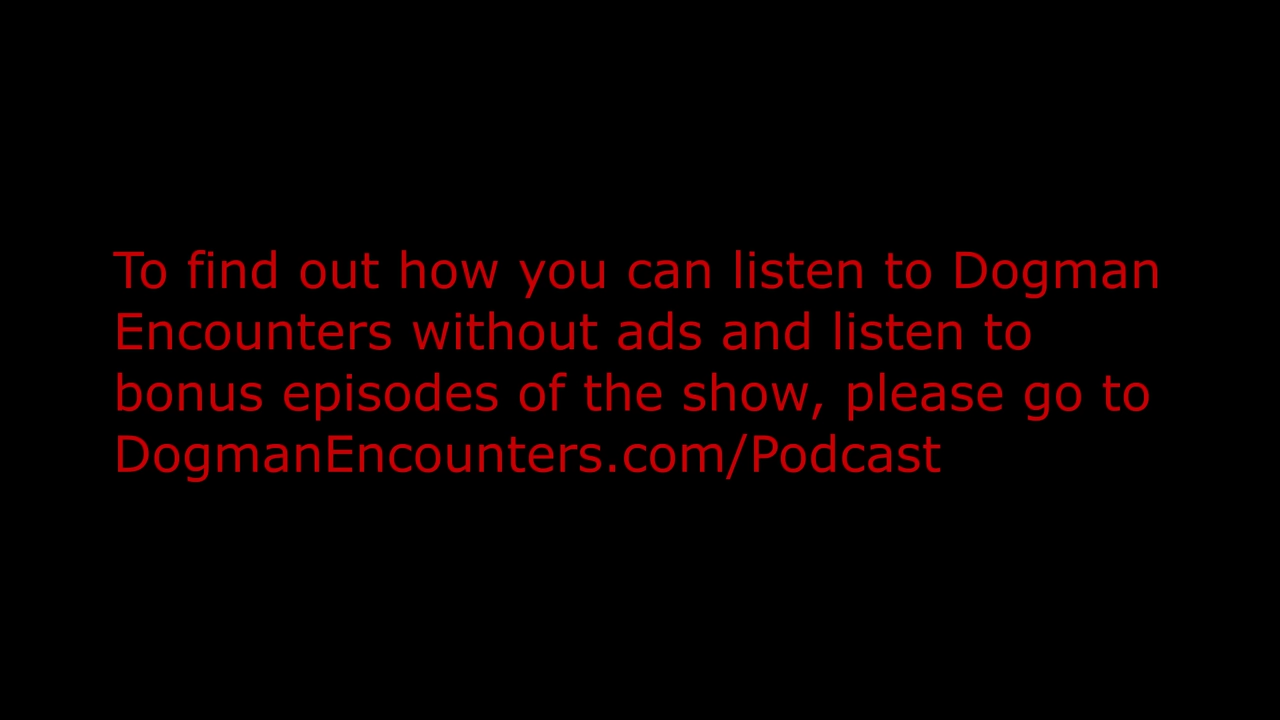 To find out how you can listen to Dogman
Encounters without ads and listen to
bonus episodes of the show, please go to
DogmanEncounters.com/Podcast